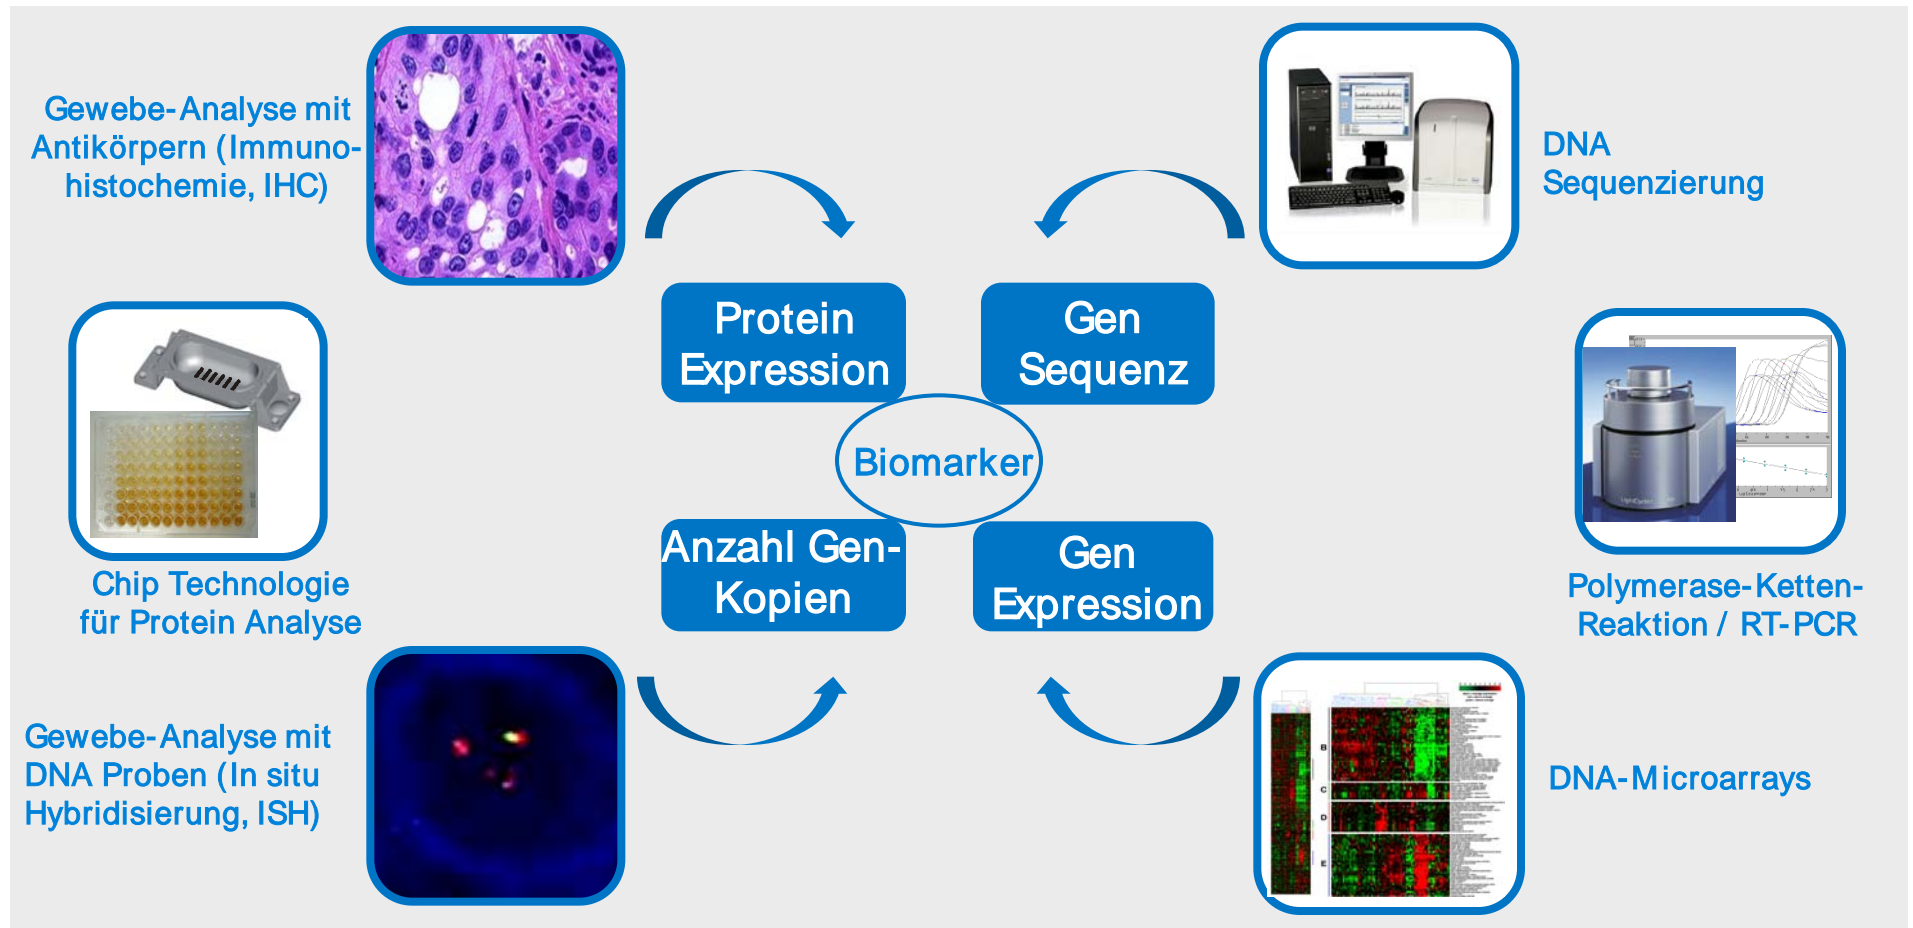 Gewebe-Analyse mit
Antikörpern (Immuno-
histochemie, IHC)
DNA
Sequenzierung
Protein
Expression
Gen
Sequenz
Biomarker
Anzahl Gen-
Kopien
Gen
Expression
Chip Technologie
für Protein Analyse
Polymerase-Ketten-
Reaktion / RT-PCR
Gewebe-Analyse mit
DNA Proben (In situ
Hybridisierung, ISH)
B
C
D
E
DNA-Microarrays